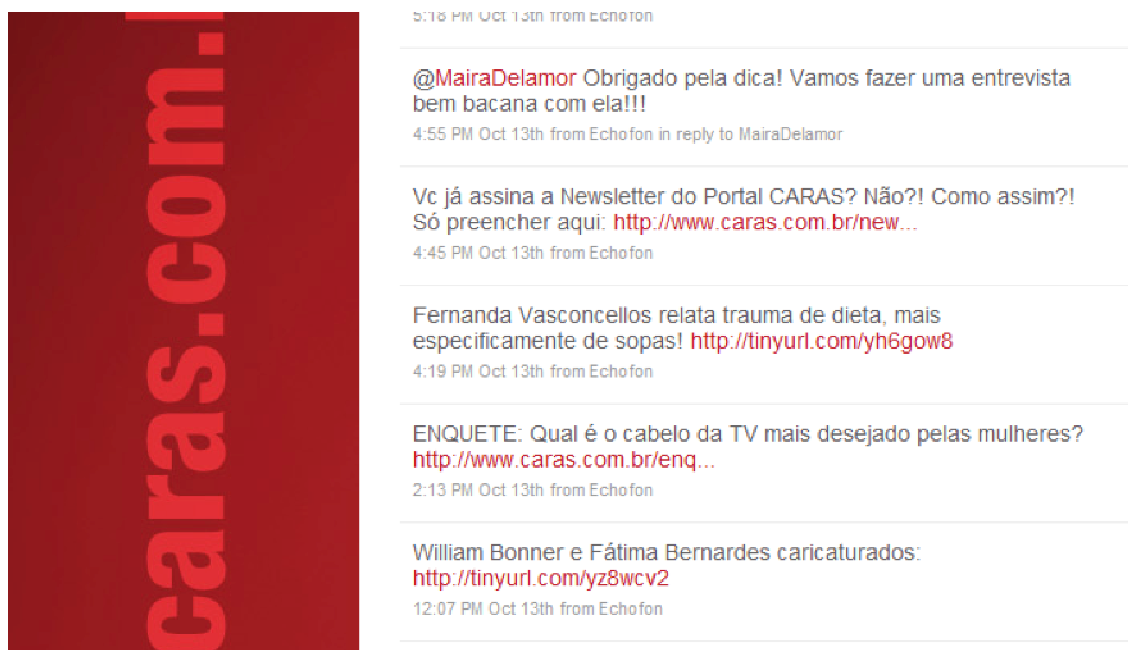 caras.com.
5:18 PM Oct 13th from Echofon
@MairaDelamor Obrigado pela dica! Vamos fazer uma entrevista
bem bacana com ela!!!
4:55 PM Oct 13th from Echofon in reply to MairaDelamor
Vc já assina a Newsletter do Portal CARAS? Não?! Como assim?!
Só preencher aqui: http://www.caras.com.br/new...
4:45 PM Oct 13th from Echofon
Fernanda Vasconcellos relata trauma de dieta, mais
especificamente de sopas! http://tinyurl.com/yh6gow8
4:19 PM Oct 13th from Echofon
ENQUETE: Qual é o cabelo da TV mais desejado pelas mulheres?
http://www.caras.com.br/enq...
2:13 PM Oct 13th from Echofon
William Bonner e Fátima Bernardes caricaturados:
http://tinyurl.com/yz8wcv2
12:07 PM Oct 13th from Echofon